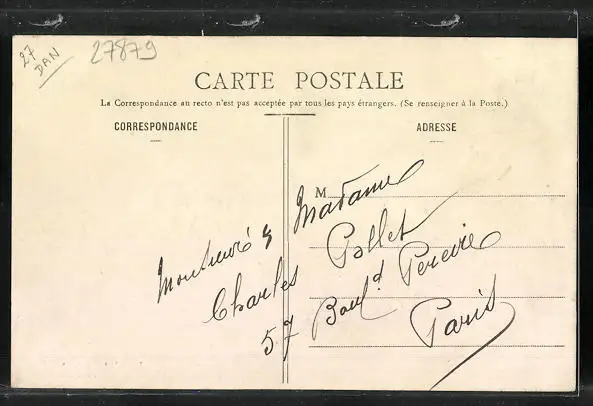 27
DAN
27879
CARTE POSTALE
La Correspondance au recto n'est pas acceptée par tous les pays étrangers. (Se renseigner à la Poste.)
CORRESPONDANCE
ADRESSE
M
Madame
Charles Pollet
57 Boul.d Pereire
Paris